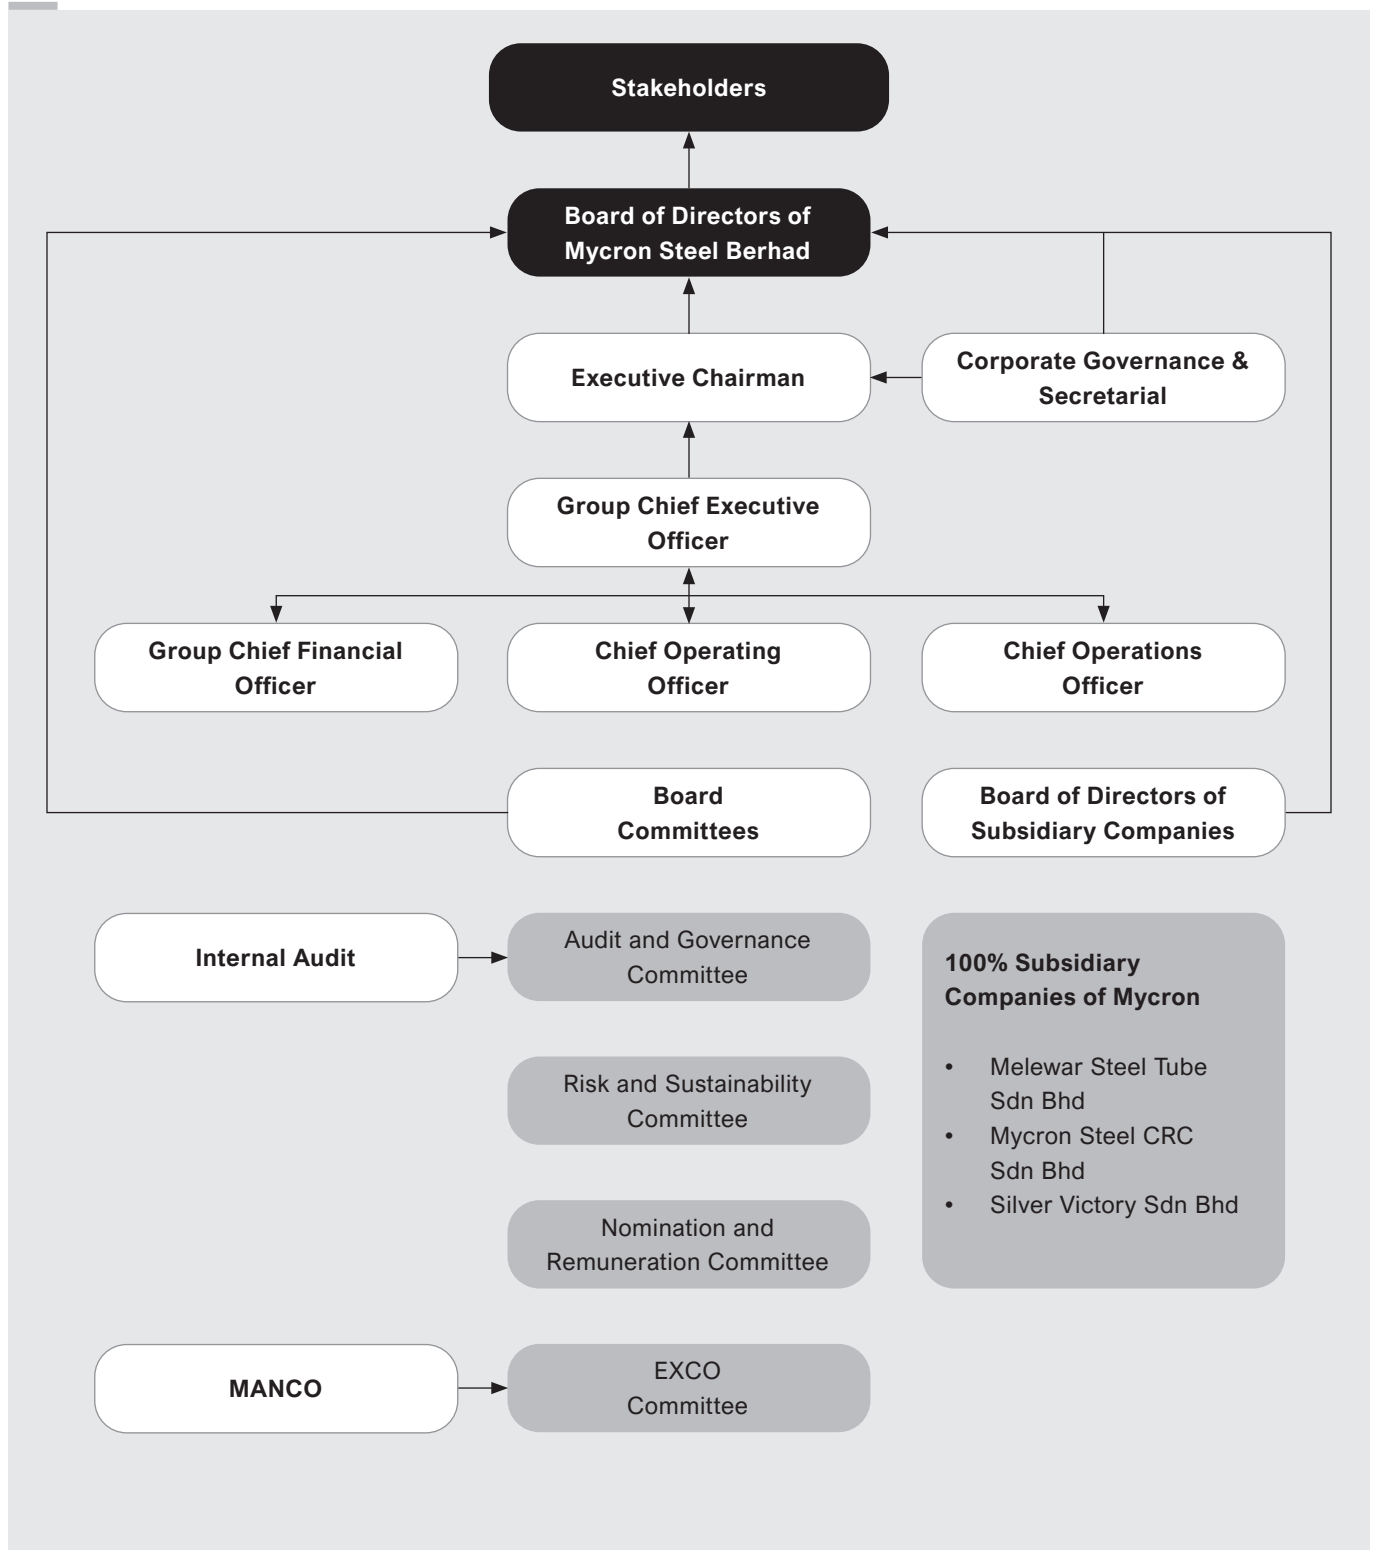 Stakeholders
Board of Directors of
Mycron Steel Berhad
Executive Chairman
Corporate Governance &
Secretarial
Group Chief Executive
Officer
Group Chief Financial
Officer
Chief Operating
Officer
Chief Operations
Officer
Board
Committees
Board of Directors of
Subsidiary Companies
Internal Audit
Audit and Governance
Committee
Risk and Sustainability
Committee
Nomination and
Remuneration Committee
MANCO
EXCO
Committee
100% Subsidiary
Companies of Mycron
• Melewar Steel Tube
Sdn Bhd
• Mycron Steel CRC
Sdn Bhd
• Silver Victory Sdn Bhd